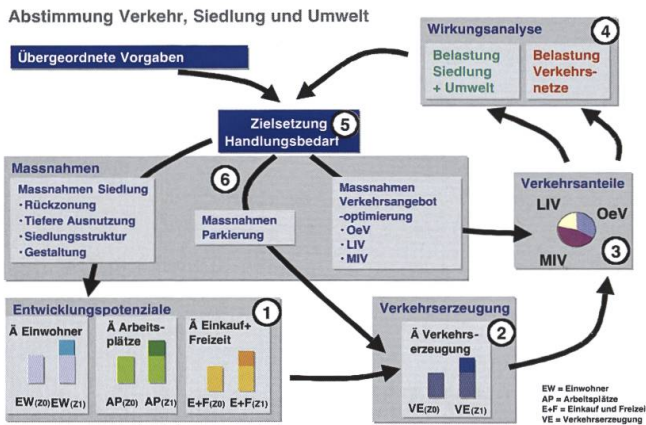 Abstimmung Verkehr, Siedlung und Umwelt
Übergeordnete Vorgaben
Wirkungsanalyse
4
Belastung
Siedlung
+ Umwelt
Belastung
Verkehrs-
netze
Zielsetzung
Handlungsbedarf
5
Massnahmen
Massnahmen Siedlung
•Rückzonung
•Tiefere Ausnutzung
•Siedlungsstruktur
•Gestaltung
6
Massnahmen
Parkierung
Massnahmen
Verkehrsangebot
-optimierung
• OeV
• LIV
• MIV
Verkehrsanteile
LIV
OeV
MIV
3
Entwicklungspotenziale
1
Ä Einwohner
EW(Z0) EW(Z1)
Ä Arbeits-
plätze
AP(Z0) AP(Z1)
Ä Einkauf+
Freizeit
E+F(Z0) E+F(Z1)
Verkehrserzeugung
2
Ä Verkehrs-
erzeugung
VE(Z0) VE(Z1)
EW = Einwohner
AP = Arbeitsplätze
E+F = Einkauf und Freizei
VE = Verkehrserzeugung